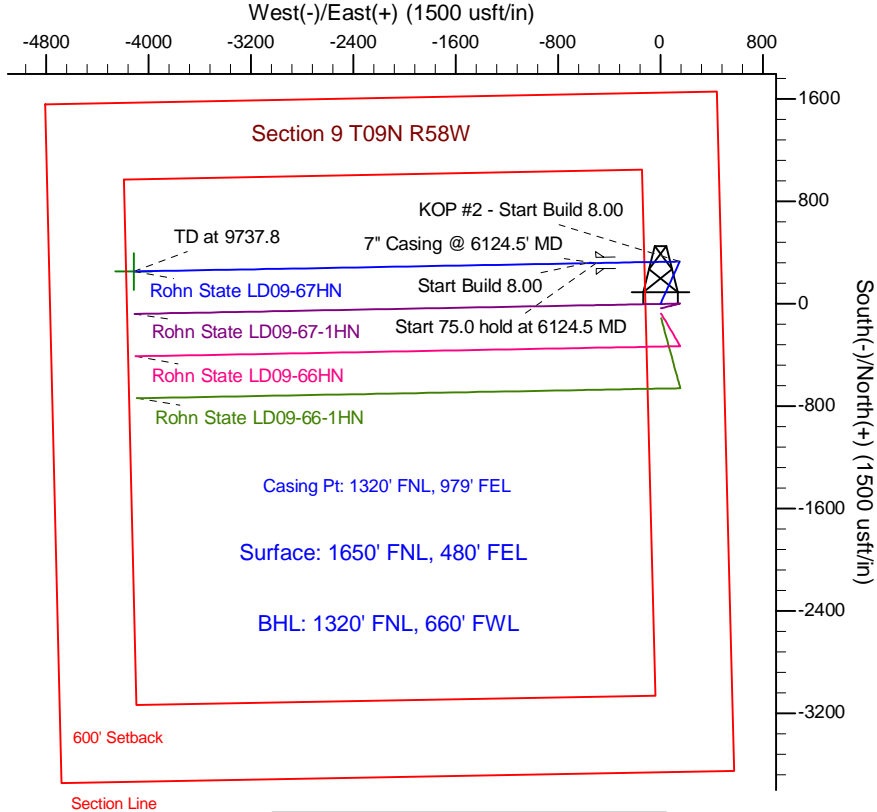 West(-)/East(+) (1500 usft/in)
-4800 -4000 -3200 -2400 -1600 -800 0 800
1600
Section 9 T09N R58W
800
KOP #2 - Start Build 8.00
TD at 9737.8
7" Casing @ 6124.5' MD
Rohn State LD09-67HN
Start Build 8.00
0
Rohn State LD09-67-1HN
Start 75.0 hold at 6124.5 MD
Rohn State LD09-66HN
Rohn State LD09-66-1HN
-800
South(-)/North(+) (1500 usft/in)
Casing Pt: 1320' FNL, 979' FEL
-1600
Surface: 1650' FNL, 480' FEL
-2400
BHL: 1320' FNL, 660' FWL
-3200
600' Setback
Section Line